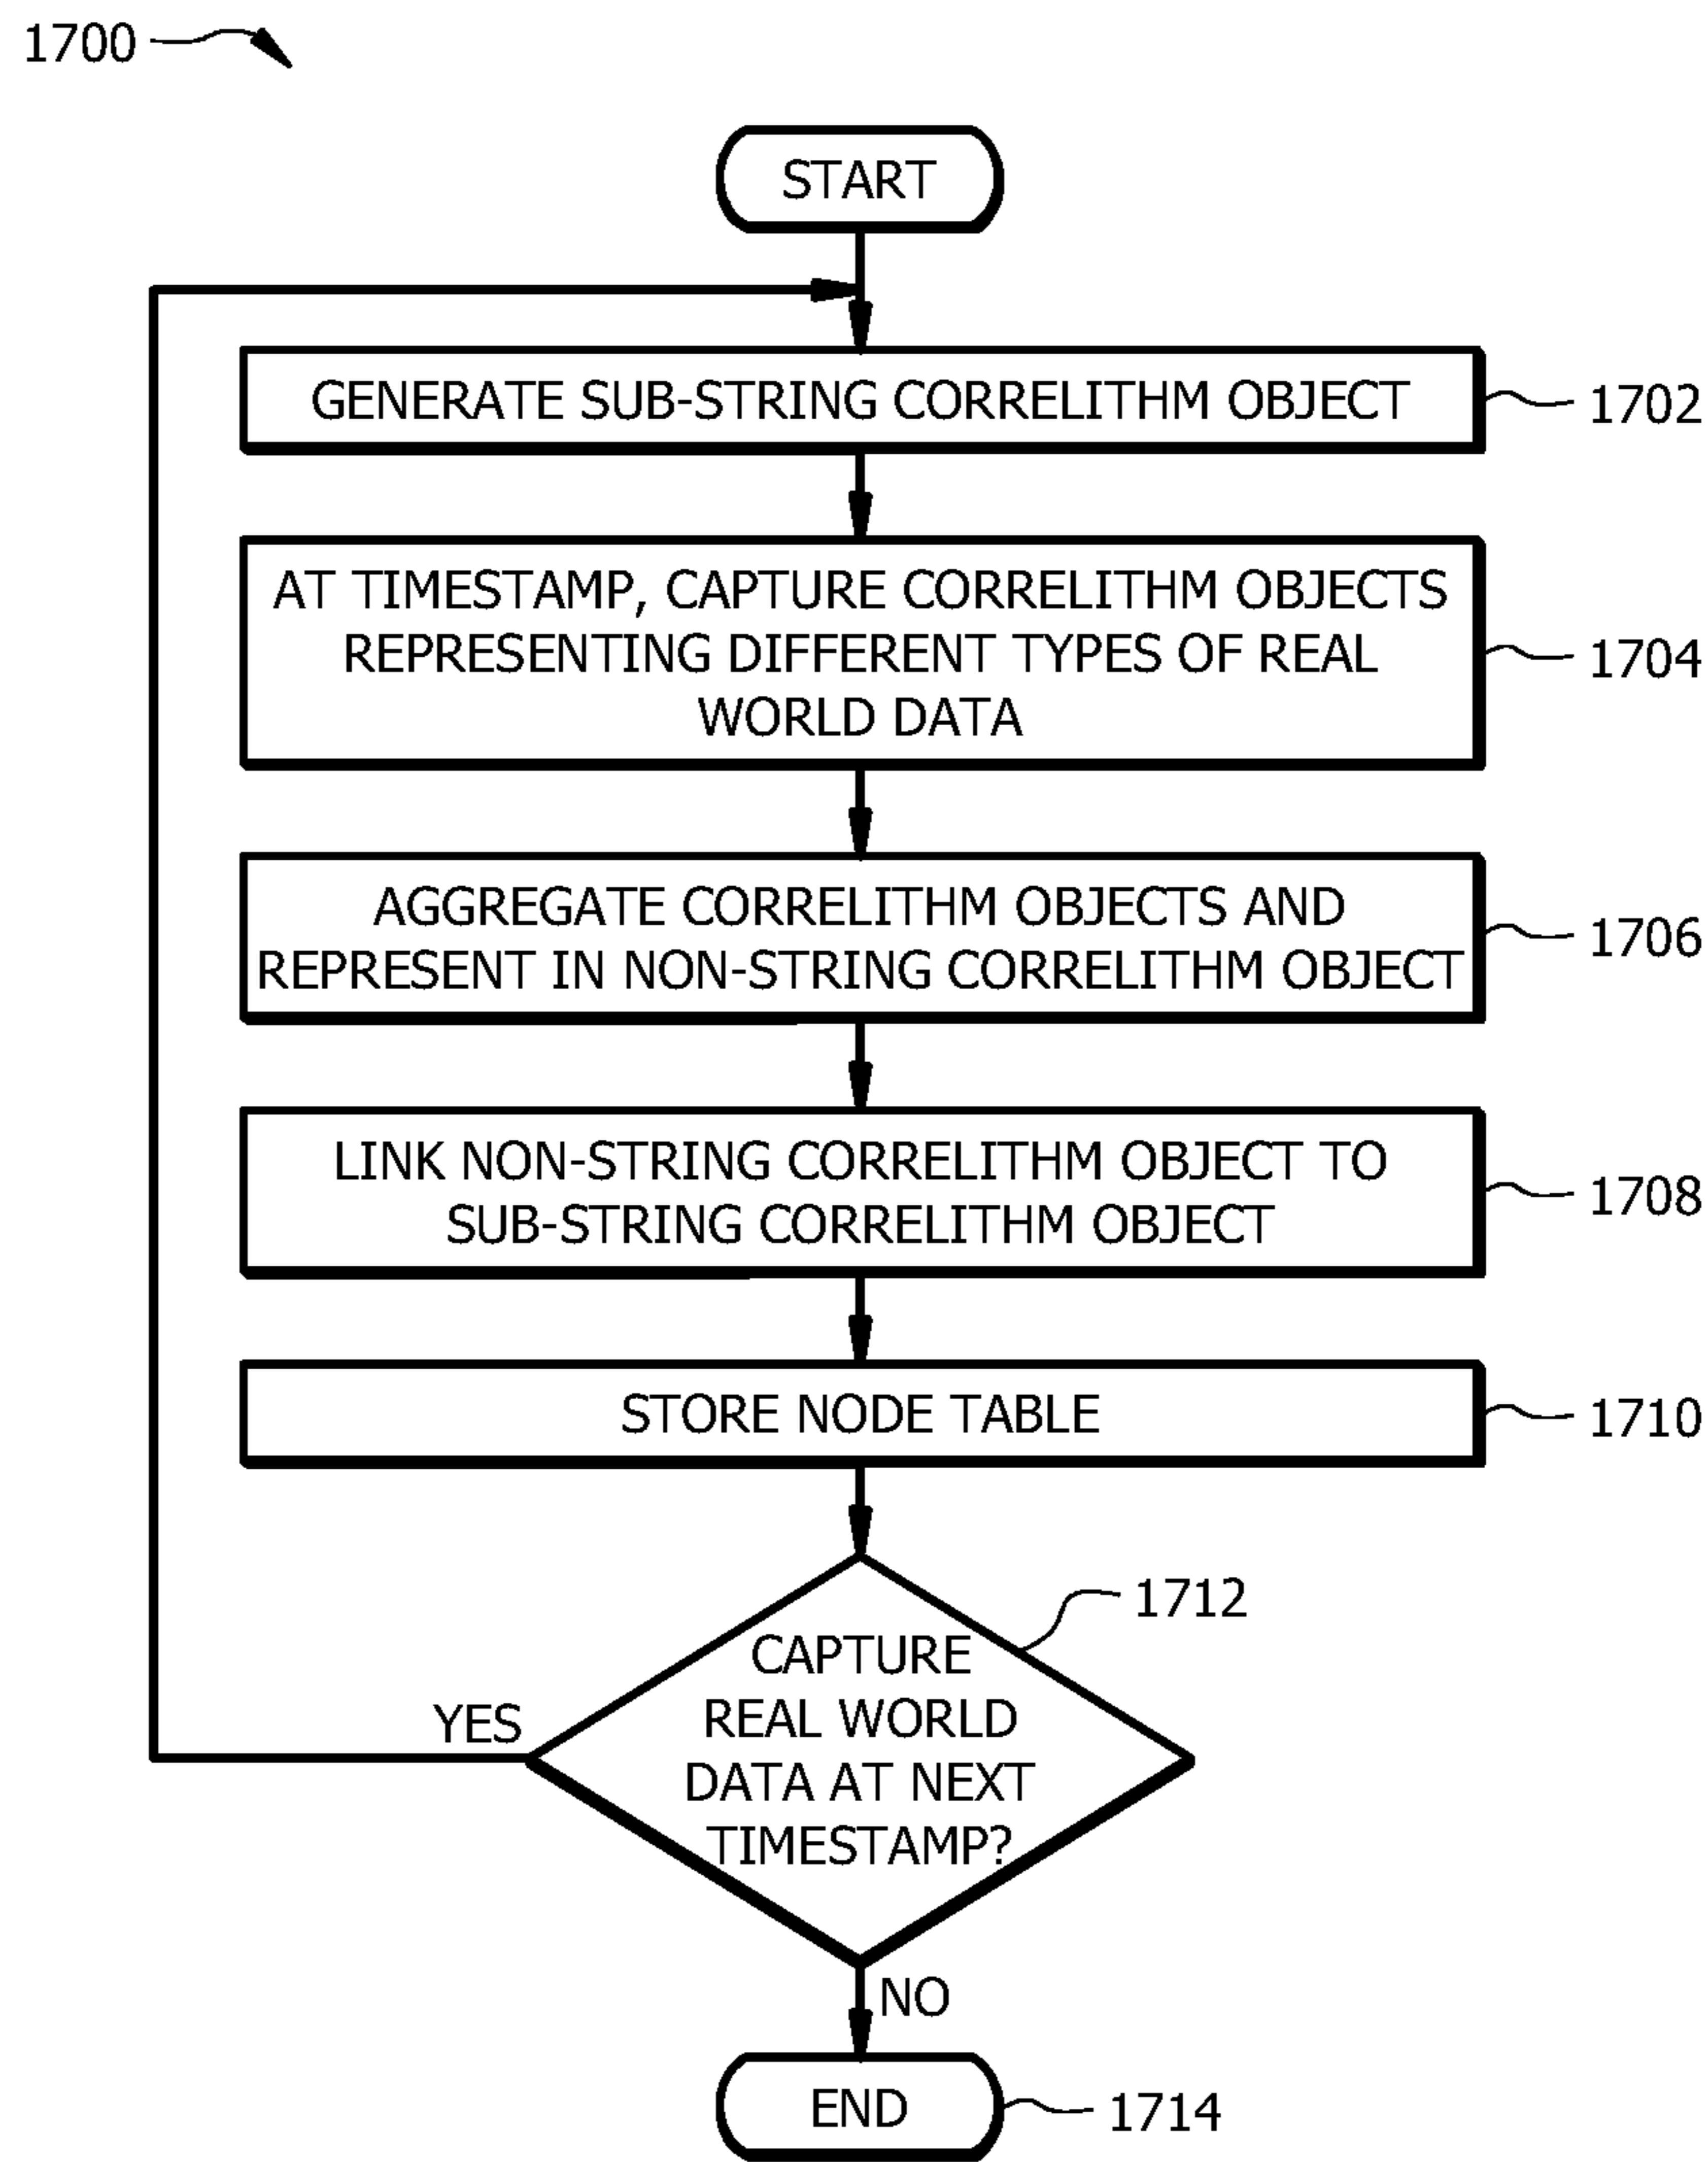 1700
START
GENERATE SUB-STRING CORRELITHM OBJECT
1702
AT TIMESTAMP, CAPTURE CORRELITHM OBJECTS
REPRESENTING DIFFERENT TYPES OF REAL
WORLD DATA
1704
AGGREGATE CORRELITHM OBJECTS AND
REPRESENT IN NON-STRING CORRELITHM OBJECT
1706
LINK NON-STRING CORRELITHM OBJECT TO
SUB-STRING CORRELITHM OBJECT
1708
STORE NODE TABLE
1710
1712
CAPTURE
REAL WORLD
DATA AT NEXT
TIMESTAMP?
YES
NO
END
1714